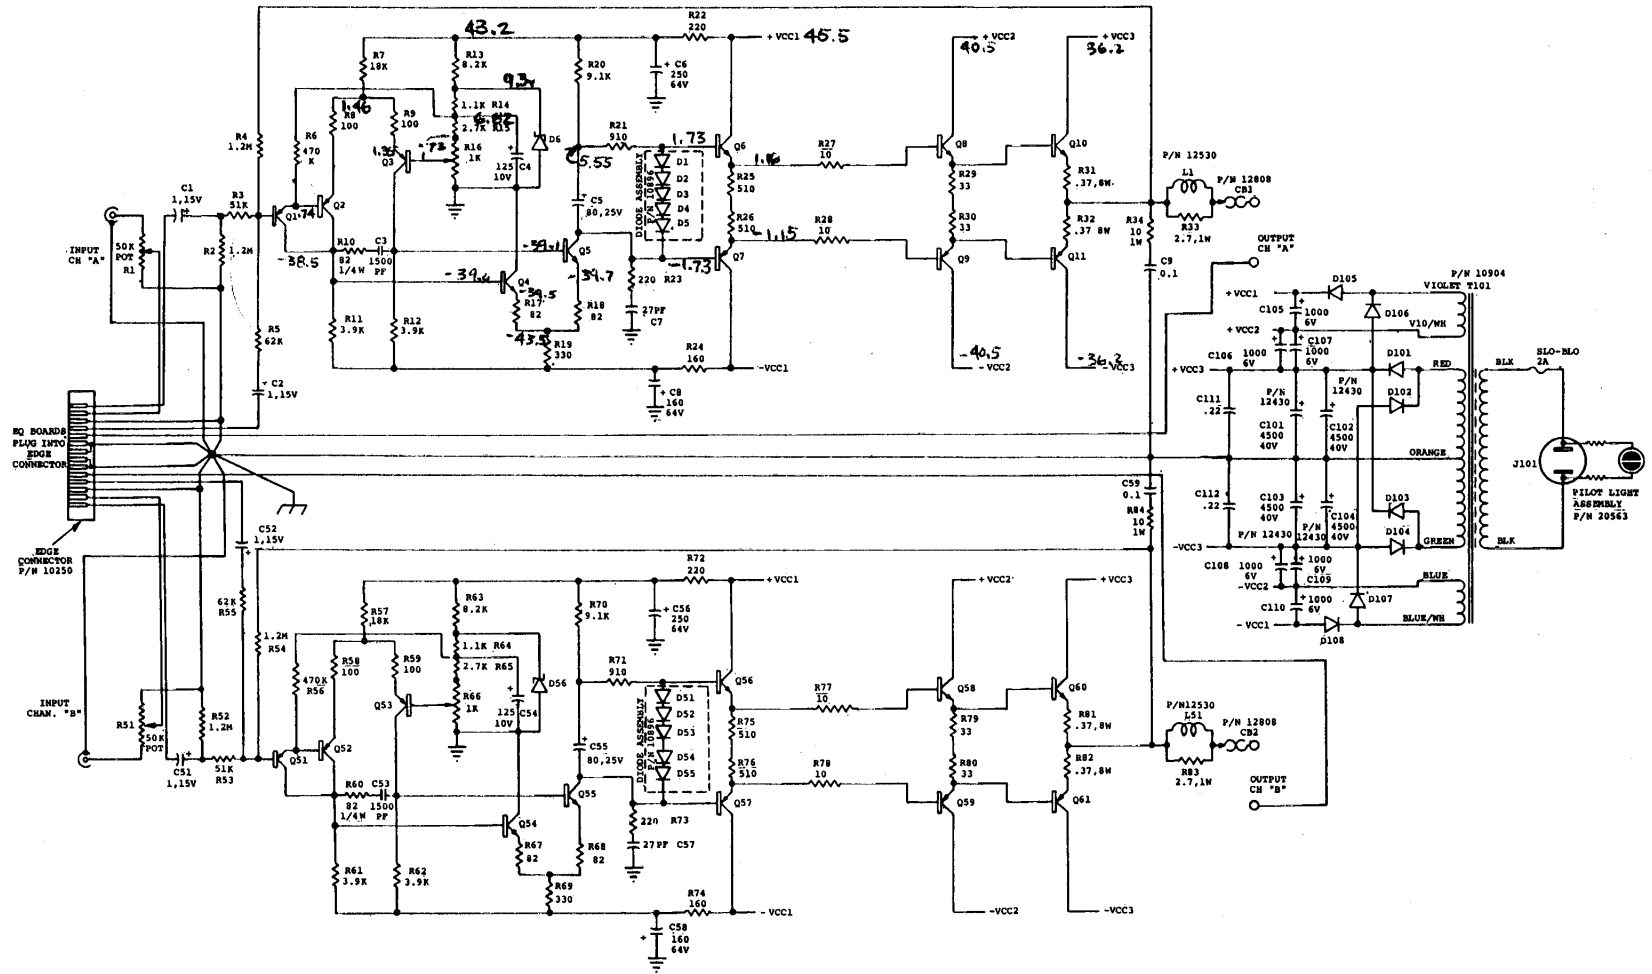 43.2
R22
220
+ VCC1 45.5
+VCC2
40.5
+VCC3
36.2
R7
18K
R13
8.2K
R20
9.1K
+ C6
250
64V
9.3v
1.46
R8
100
R9
100
1.1K R14
6.82
2.7K R15
R4
1.2M
R6
470
K
Q3
-.73
R16
1K
125 C4
10V
D6
R21
910
1.73
5.55
Q6
DIODE ASSEMBLY
P/N 10896
D1
D2
D3
D4
D5
R27
10
Q8
Q10
P/N 12530
L1
P/N 12808
CB1
C1
1,15V
R3
51K
Q1
.74
Q2
C5
80,25V
R25
510
R26
510
R29
33
R30
33
R31
.37,8W
R32
.37 8W
R34
10
1W
R33
2.7,1W
INPUT
CH "A"
50K
POT
R1
R2
1.2M
R10
82
1/4W
C3
1500
PF
-38.5
-39.1
Q5
-39.7
-1.15
R28
10
-1.73
Q7
Q9
Q11
C9
0.1
OUTPUT
CH "A"
-39.4
Q4
-39.5
R17
82
R18
82
220 R23
27PF
C7
R11
3.9K
R12
3.9K
R5
62K
-43.5
R19
330
R24
160
-VCC1
-40.5
-VCC2
-36.2
-VCC3
+ C8
160
64V
C2
1,15V
D105
P/N 10904
+VCC1
VIOLET T101
C105
1000
6V
D106
+VCC2
V10/WH
C106
1000
6V
C107
1000
6V
D101
+VCC3
RED
BLK
SLO-BLO
2A
P/N
12430
P/N
12430
D102
C111
.22
C101
4500
40V
C102
4500
40V
EQ BOARDS
PLUG INTO
EDGE
CONNECTOR
ORANGE
J101
C59
0.1
C112
.22
C103
4500
40V
C104
4500
40V
D103
PILOT LIGHT
ASSEMBLY
P/N 20563
R84
10
1W
P/N 12430
P/N
12430
D104
-VCC3
GREEN
BLK
EDGE
CONNECTOR
P/N 10250
C52
1,15V
C108
1000
6V
1000
6V
C109
-VCC2
BLUE
C110
1000
6V
D107
-VCC1
BLUE/WH
D108
R72
220
+VCC1
+VCC2
+VCC3
62K
R55
R57
18K
R63
8.2K
R70
9.1K
+ C56
250
64V
1.2M
R54
470K
R56
R58
100
R59
100
1.1K R64
2.7K R65
Q53
R66
1K
125 C54
10V
D56
R71
910
Q56
DIODE ASSEMBLY
P/N 10896
D51
D52
D53
D54
D55
R77
10
Q58
Q60
INPUT
CHAN. "B"
R51
50K
POT
R52
1.2M
P/N12530
L51
P/N 12808
CB2
C51
1,15V
51K
R53
Q51
Q52
C55
80,25V
R75
510
R76
510
R79
33
R80
33
R81
.37,8W
R82
.37,8W
R83
2.7,1W
R60
82
1/4W
C53
1500
PF
Q55
R78
10
Q57
Q59
Q61
OUTPUT
CH "B"
Q54
R67
82
R68
82
220 R73
27 PF C57
R61
3.9K
R62
3.9K
R69
330
R74
160
-VCC1
-VCC2
-VCC3
+ C58
160
64V